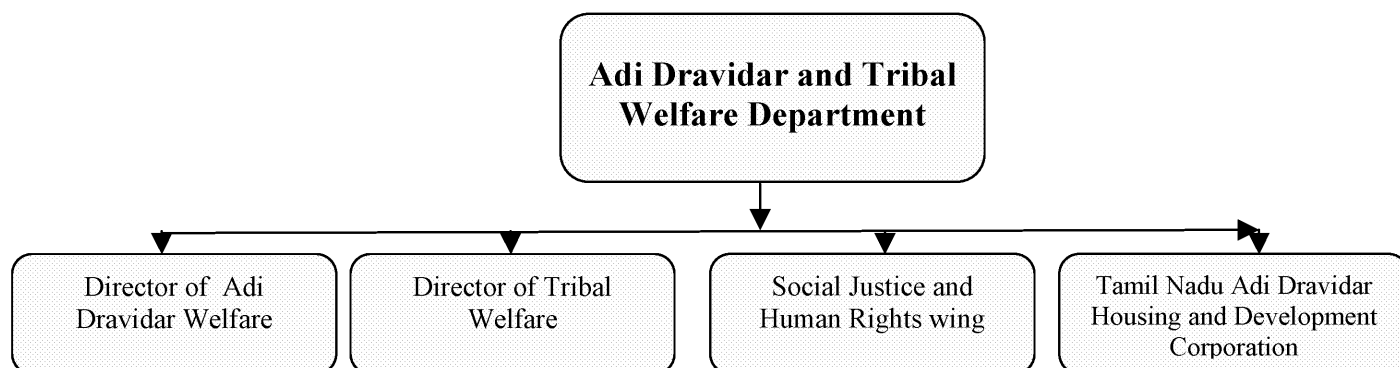 Adi Dravidar and Tribal
Welfare Department
Director of Adi
Dravidar Welfare
Director of Tribal
Welfare
Social Justice and
Human Rights wing
Tamil Nadu Adi Dravidar
Housing and Development
Corporation